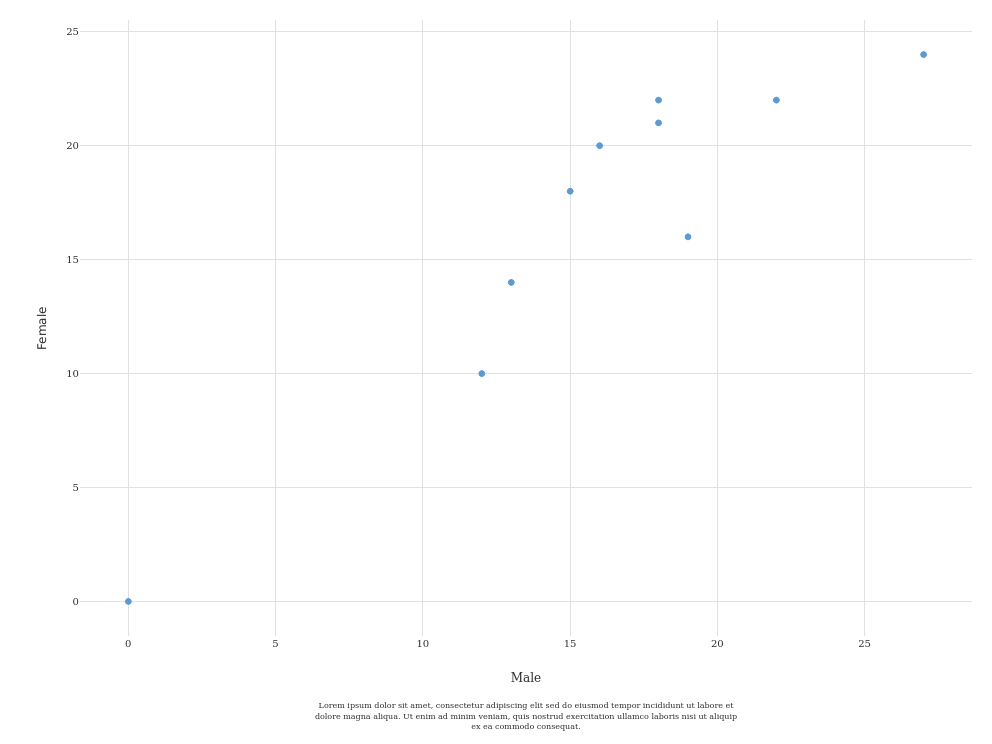 25
20
15
10
5
0
Female
0 5 10 15 20 25
Male
Lorem ipsum dolor sit amet, consectetur adipiscing elit sed do eiusmod tempor incididunt ut labore et
dolore magna aliqua. Ut enim ad minim veniam, quis nostrud exercitation ullamco laboris nisi ut aliquip
ex ea commodo consequat.